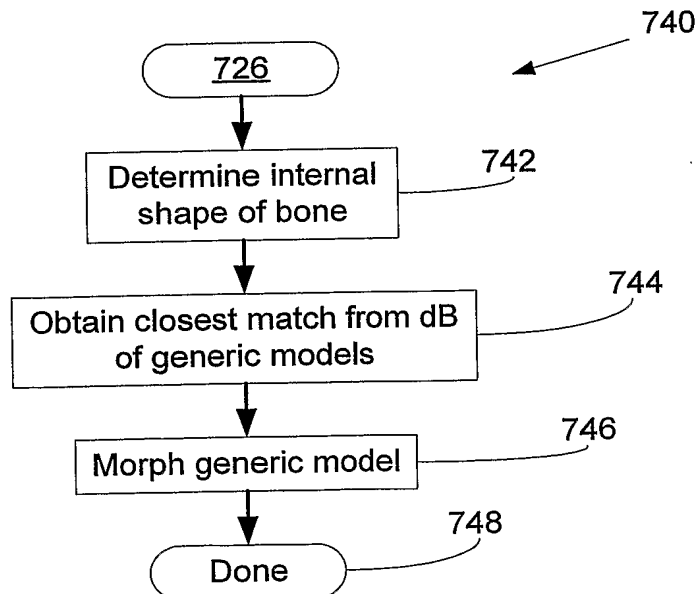 740
726
742
Determine internal
shape of bone
744
Obtain closest match from dB
of generic models
746
Morph generic model
748
Done